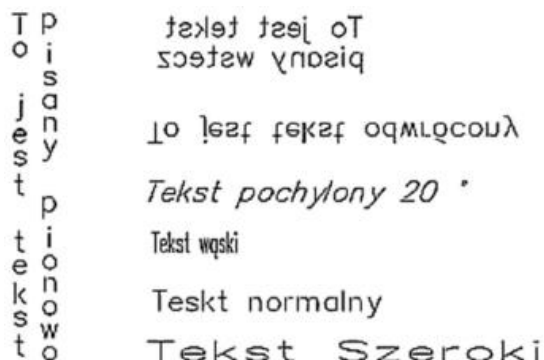 To jest tekst
pisany pionowo
To jest tekst
pisany wstecz
To jest tekst odwrócony
Tekst pochylony 20 °
Tekst wąski
Teskt normalny
Tekst Szeroki